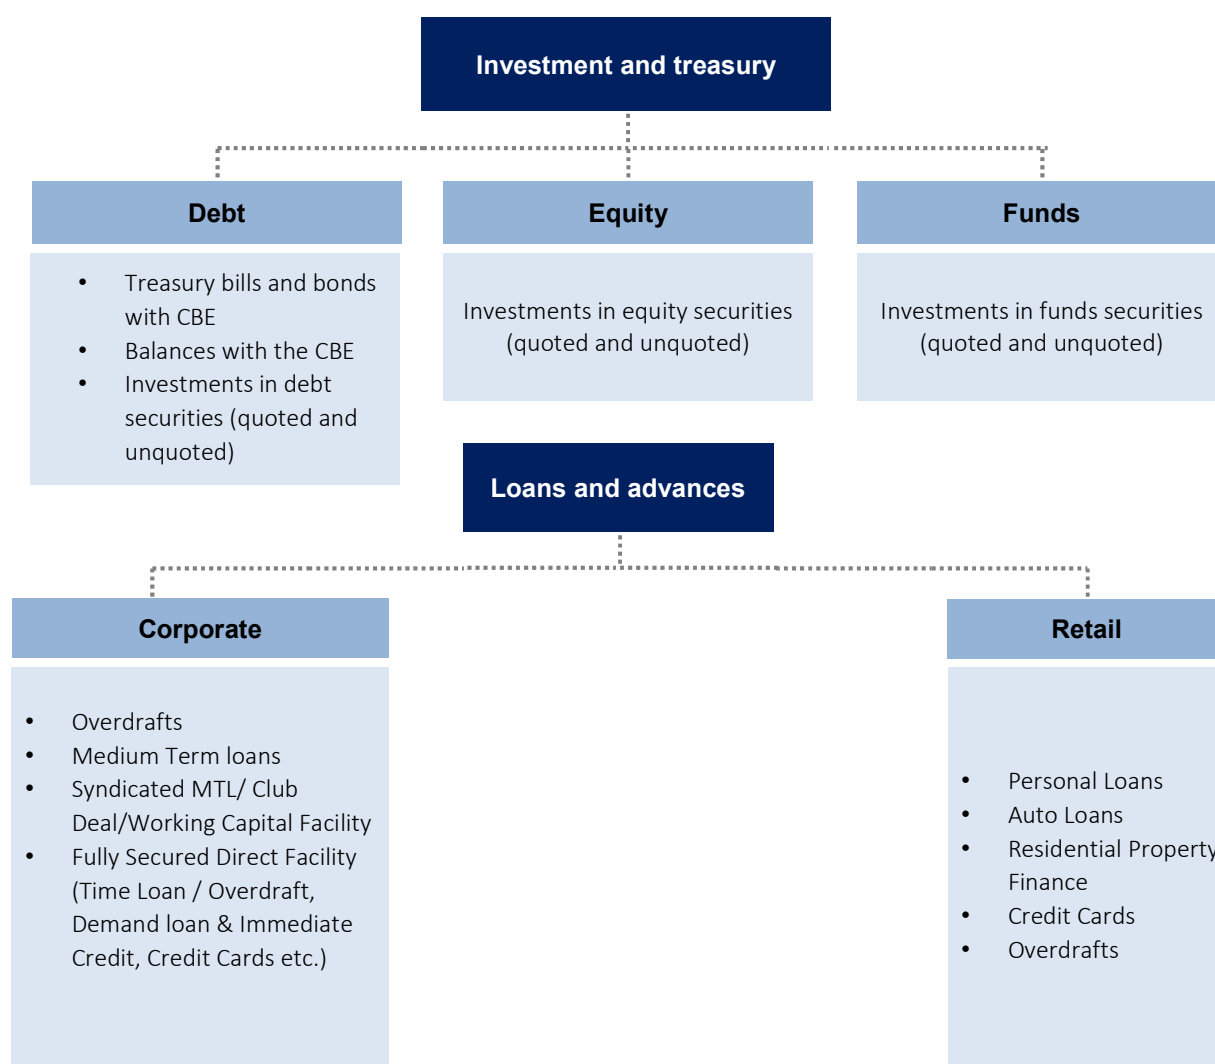 Investment and treasury
Debt
Equity
Funds
• Treasury bills and bonds
with CBE
• Balances with the CBE
• Investments in debt
securities (quoted and
unquoted)
Investments in equity securities
(quoted and unquoted)
Investments in funds securities
(quoted and unquoted)
Loans and advances
Corporate
Retail
• Overdrafts
• Medium Term loans
• Syndicated MTL/ Club
Deal/Working Capital Facility
• Fully Secured Direct Facility
(Time Loan / Overdraft,
Demand loan & Immediate
Credit, Credit Cards etc.)
• Personal Loans
• Auto Loans
• Residential Property
Finance
• Credit Cards
• Overdrafts